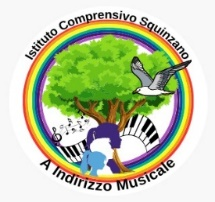 Istituto Comprensivo Squinzano
A Indirizzo Musicale